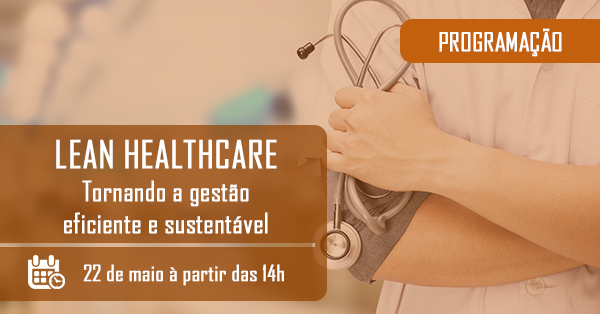 PROGRAMAÇÃO
LEAN HEALTHCARE
Tornando a gestão
eficiente e sustentável
22 de maio à partir das 14h